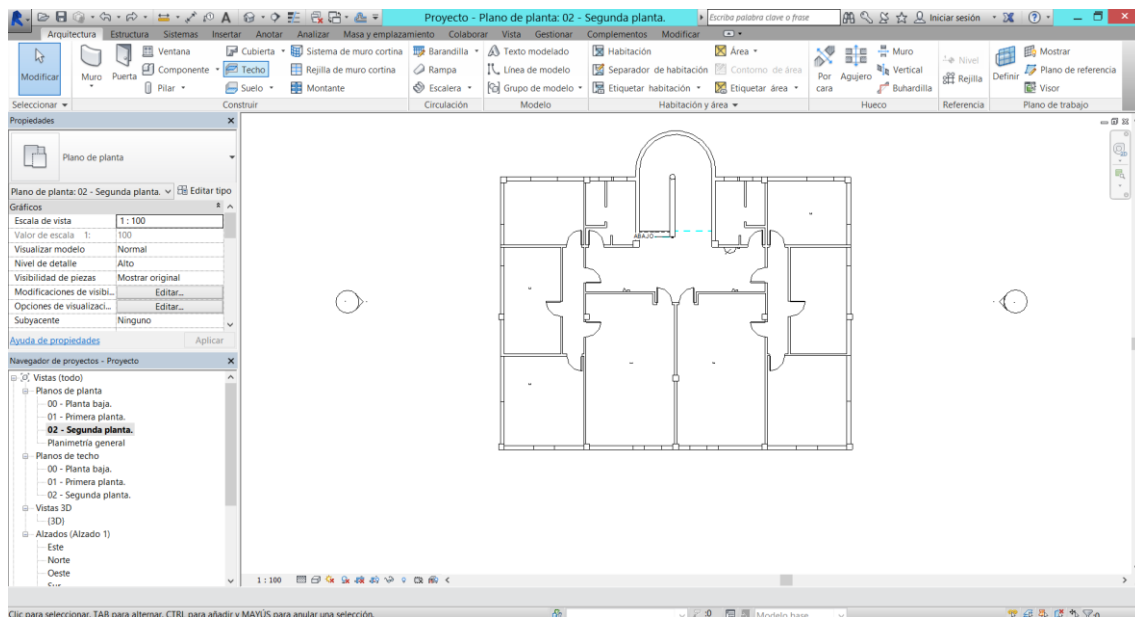 Proyecto - Plano de planta: 02 - Segunda planta.
Escriba palabra clave o frase
Iniciar sesión
Arquitectura Estructura Sistemas Insertar Anotar Analizar Masa y emplazamiento Colaborar Vista Gestionar Complementos Modificar
Modificar
Muro
Puerta
Ventana
Componente
Pilar
Cubierta
Techo
Suelo
Sistema de muro cortina
Rejilla de muro cortina
Montante
Barandilla
Rampa
Escalera
Texto modelado
Línea de modelo
Grupo de modelo
Habitación
Separador de habitación
Etiquetar habitación
Área
Contorno de área
Etiquetar área
Por cara
Agujero
Muro
Vertical
Buhardilla
Nivel
Rejilla
Definir
Mostrar
Plano de referencia
Visor
Seleccionar Construir Circulación Modelo Habitación y área Hueco Referencia Plano de trabajo
Propiedades
Plano de planta
Plano de planta: 02 - Segunda planta. Editar tipo
Gráficos
Escala de vista 1 : 100
Valor de escala 1: 100
Visualizar modelo Normal
Nivel de detalle Alto
Visibilidad de piezas Mostrar original
Modificaciones de visibi... Editar...
Opciones de visualizaci... Editar...
Subyacente Ninguno
Ayuda de propiedades Aplicar
Navegador de proyectos - Proyecto
Vistas (todo)
Planos de planta
00 - Planta baja.
01 - Primera planta.
02 - Segunda planta.
Planimetría general
Planos de techo
00 - Planta baja.
01 - Primera planta.
02 - Segunda planta.
Vistas 3D
{3D}
Alzados (Alzado 1)
Este
Norte
Oeste
Sur
ABAJO
1 : 100
Clic para seleccionar, TAB para alternar, CTRL para añadir y MAYÚS para anular una selección.
:0
Modelo base
:0